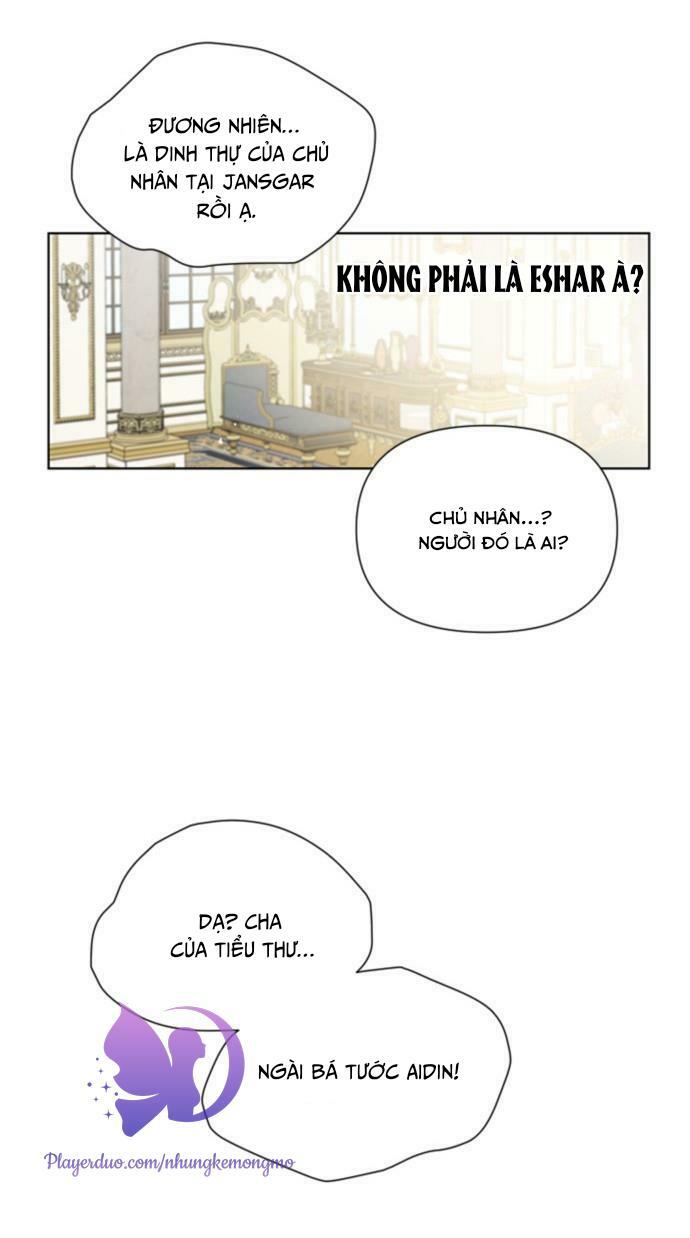 ĐƯƠNG NHIÊN...
LÀ DINH THỰ CỦA CHỦ
NHÂN TẠI JANSGAR
RỒI Ạ.
KHÔNG PHẢI LÀ ESHAR À?
CHỦ NHÂN...?
NGƯỜI ĐÓ LÀ AI?
DẠ? CHA
CỦA TIỂU THƯ...
NGÀI BÁ TƯỚC AIDIN!
Playerduo.com/nhungkemongmo